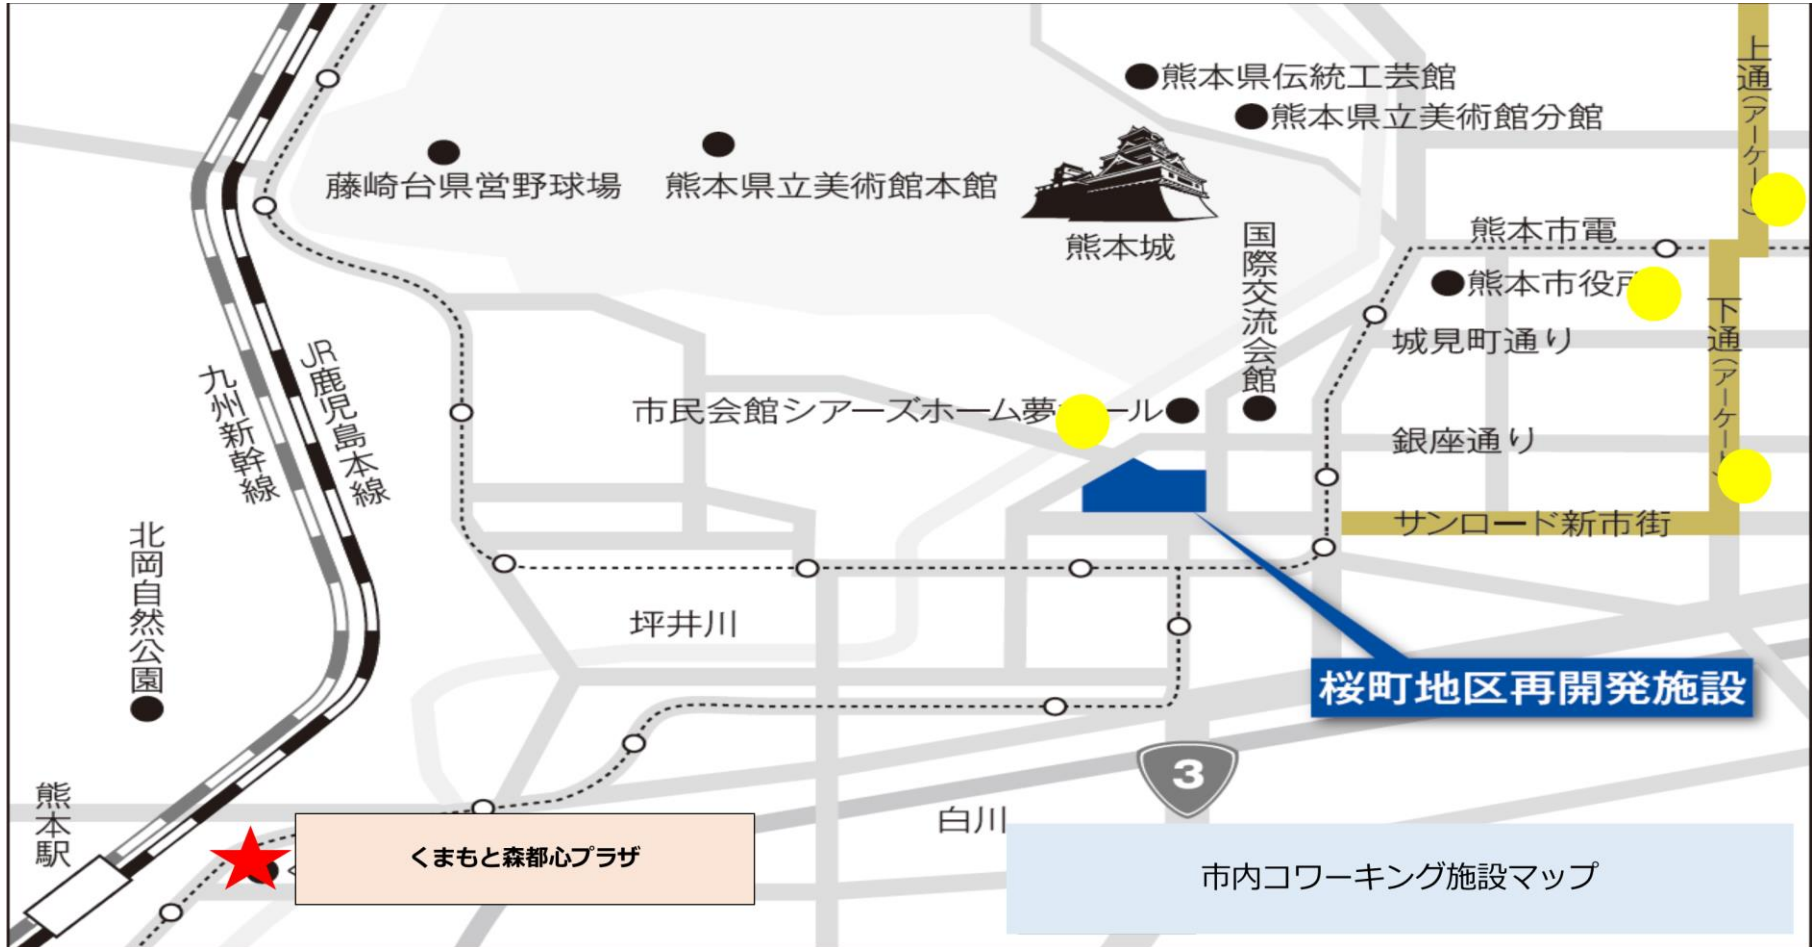 熊本県伝統工芸館
熊本県立美術館分館
上通(アーケード)
藤崎台県営野球場
熊本県立美術館本館
熊本城
国際交流会館
熊本市電
熊本市役
下通(アーケード)
城見町通り
JR鹿児島本線
九州新幹線
市民会館シアーズホーム夢ール
銀座通り
サンロード新市街
北岡自然公園
坪井川
桜町地区再開発施設
3
熊本駅
白川
くまもと森都心プラザ
市内コワーキング施設マップ